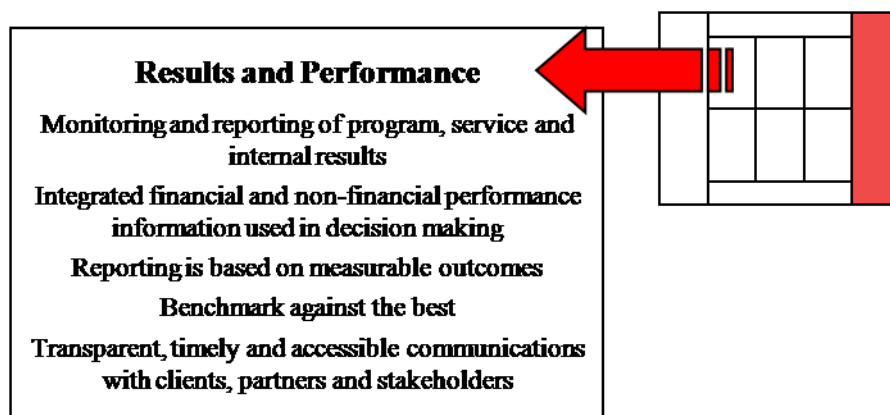 Results and Performance
Monitoring and reporting of program, service and
internal results
Integrated financial and non-financial performance
information used in decision making
Reporting is based on measurable outcomes
Benchmark against the best
Transparent, timely and accessible communications
with clients, partners and stakeholders